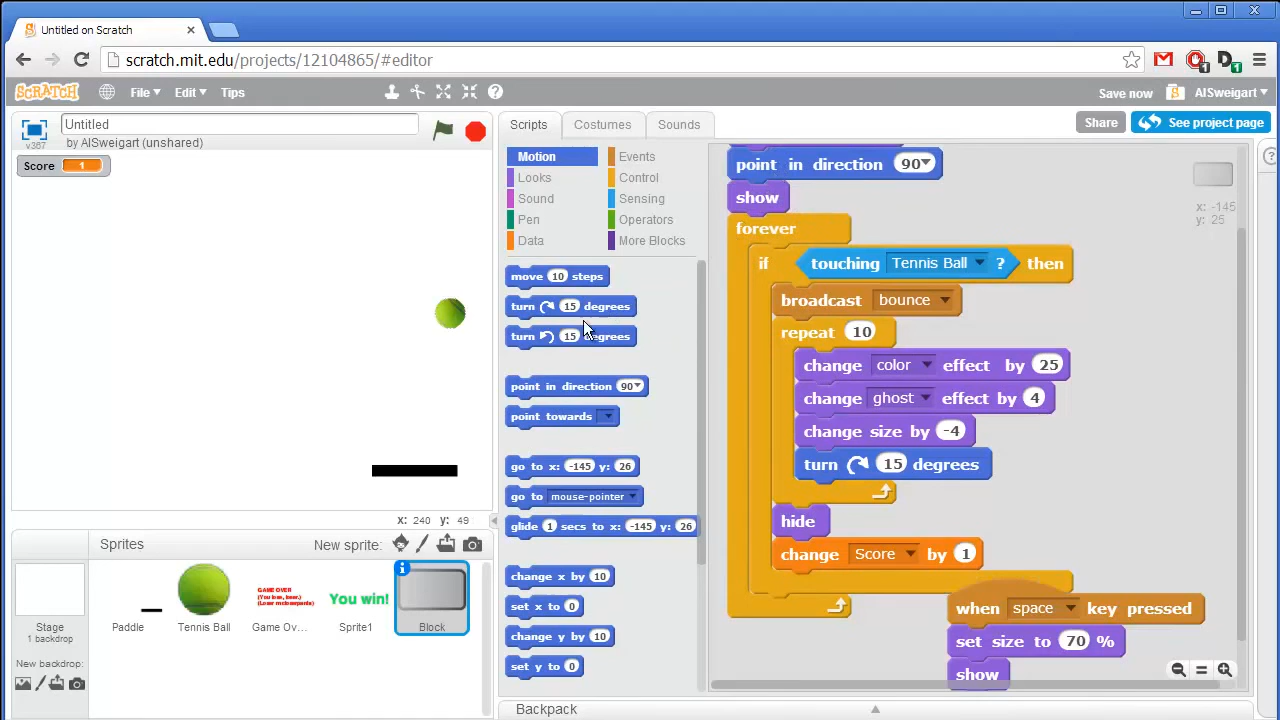 Untitled on Scratch
scratch.mit.edu/projects/12104865/#editor
1 1
SCRATCH File Edit Tips Save now AlSweigart
v387 Untitled
by AlSweigart (unshared)
Scripts Costumes Sounds
Share See project page
Score 1
Motion Events
Looks Control
Sound Sensing
Pen Operators
Data More Blocks
move 10 steps
turn 15 degrees
turn 15 degrees
point in direction 90
point towards
go to x: -145 y: 26
go to mouse-pointer
glide 1 secs to x: -145 y: 26
change x by 10
set x to 0
change y by 10
set y to 0
point in direction 90
show
forever
if touching Tennis Ball ? then
broadcast bounce
repeat 10
change color effect by 25
change ghost effect by 4
change size by -4
turn 15 degrees
hide
change Score by 1
when space key pressed
set size to 70 %
show
x: -145
y: 25
x: 240 y: 49
Sprites New sprite:
Stage
1 backdrop
New backdrop:
GAME OVER
Paddle
Tennis Ball
Game Ov...
You win!
Sprite1
Block
Backpack